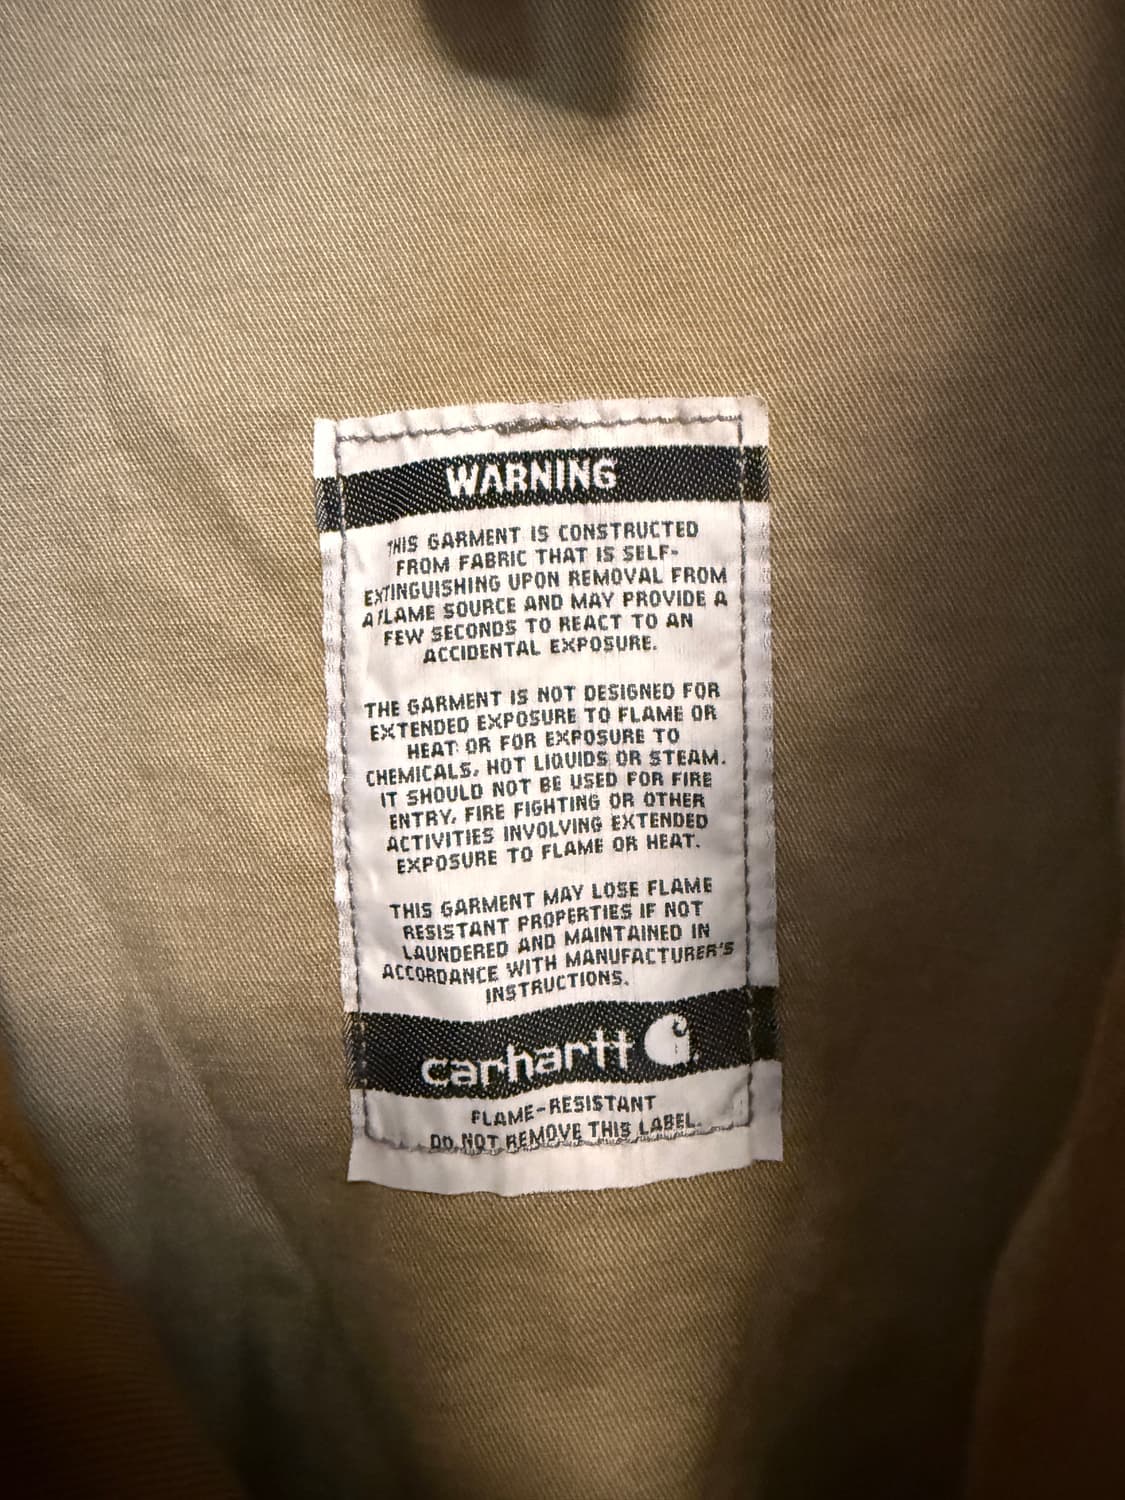 WARNING
THIS GARMENT IS CONSTRUCTED
FROM FABRIC THAT IS SELF-
EXTINGUISHING UPON REMOVAL FROM
A FLAME SOURCE AND MAY PROVIDE A
FEW SECONDS TO REACT TO AN
ACCIDENTAL EXPOSURE.
THE GARMENT IS NOT DESIGNED FOR
EXTENDED EXPOSURE TO FLAME OR
HEAT OR FOR EXPOSURE TO
CHEMICALS, HOT LIQUIDS OR STEAM.
IT SHOULD NOT BE USED FOR FIRE
ENTRY, FIRE FIGHTING OR OTHER
ACTIVITIES INVOLVING EXTENDED
EXPOSURE TO FLAME OR HEAT.
THIS GARMENT MAY LOSE FLAME
RESISTANT PROPERTIES IF NOT
LAUNDERED AND MAINTAINED IN
ACCORDANCE WITH MANUFACTURER'S
INSTRUCTIONS.
carhartt
FLAME-RESISTANT
DO NOT REMOVE THIS LABEL.